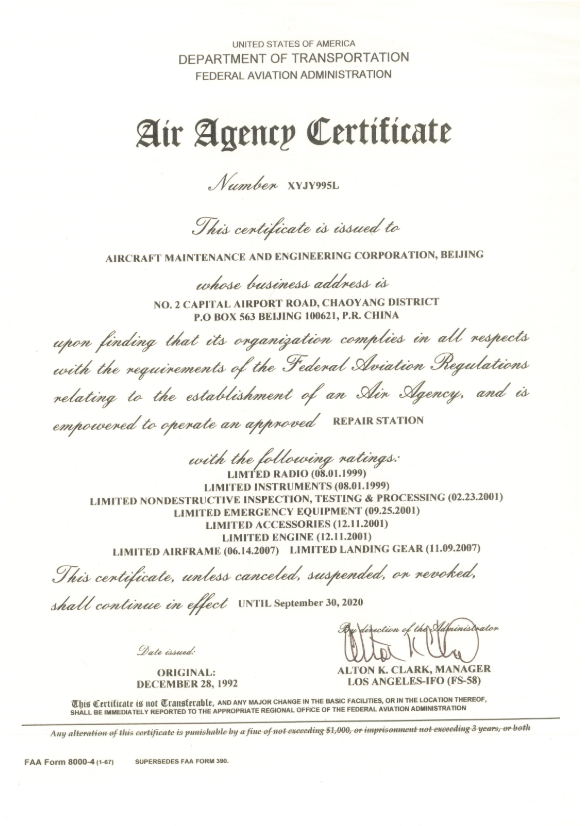 UNITED STATES OF AMERICA
DEPARTMENT OF TRANSPORTATION
FEDERAL AVIATION ADMINISTRATION
Air Agency Certificate
Number XYJY995L
This certificate is issued to
AIRCRAFT MAINTENANCE AND ENGINEERING CORPORATION, BEIJING
whose business address is
NO. 2 CAPITAL AIRPORT ROAD, CHAOYANG DISTRICT
P.O BOX 563 BEIJING 100621, P.R. CHINA
upon finding that its organization complies in all respects
with the requirements of the Federal Aviation Regulations
relating to the establishment of an Air Agency, and is
empowered to operate an approved REPAIR STATION
with the following ratings:
LIMTED RADIO (08.01.1999)
LIMITED INSTRUMENTS (08.01.1999)
LIMITED NONDESTRUCTIVE INSPECTION, TESTING & PROCESSING (02.23.2001)
LIMITED EMERGENCY EQUIPMENT (09.25.2001)
LIMITED ACCESSORIES (12.11.2001)
LIMITED ENGINE (12.11.2001)
LIMITED AIRFRAME (06.14.2007) LIMITED LANDING GEAR (11.09.2007)
This certificate, unless canceled, suspended, or revoked,
shall continue in effect UNTIL September 30, 2020
By direction of the Administrator
Alton K Clark
Date issued:
ORIGINAL:
DECEMBER 28, 1992
ALTON K. CLARK, MANAGER
LOS ANGELES-IFO (FS-58)
This Certificate is not Transferable, AND ANY MAJOR CHANGE IN THE BASIC FACILITIES, OR IN THE LOCATION THEREOF,
SHALL BE IMMEDIATELY REPORTED TO THE APPROPRIATE REGIONAL OFFICE OF THE FEDERAL AVIATION ADMINISTRATION
Any alteration of this certificate is punishable by a fine of not exceeding $1,000, or imprisonment not exceeding 3 years, or both
FAA Form 8000-4 (1-67) SUPERSEDES FAA FORM 390.